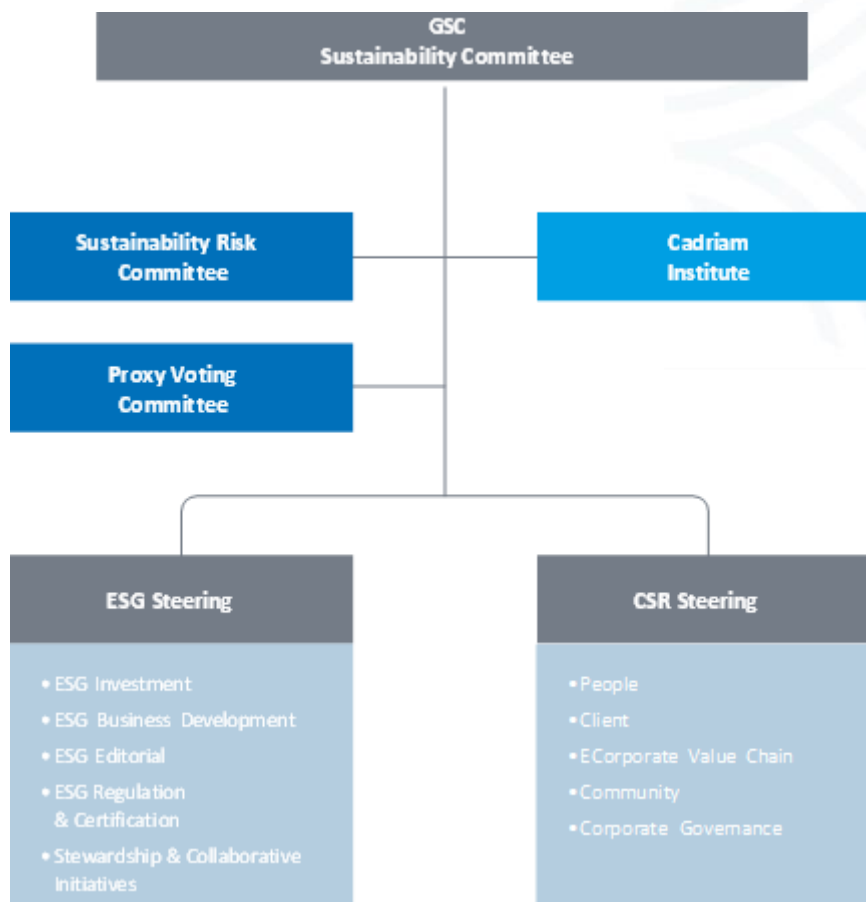 GSC
Sustainability Committee
Sustainability Risk
Committee
Cadriam
Institute
Proxy Voting
Committee
ESG Steering
• ESG Investment
• ESG Business Development
• ESG Editorial
• ESG Regulation
& Certification
• Stewardship & Collaborative
Initiatives
CSR Steering
• People
• Client
• ECorporate Value Chain
• Community
• Corporate Governance